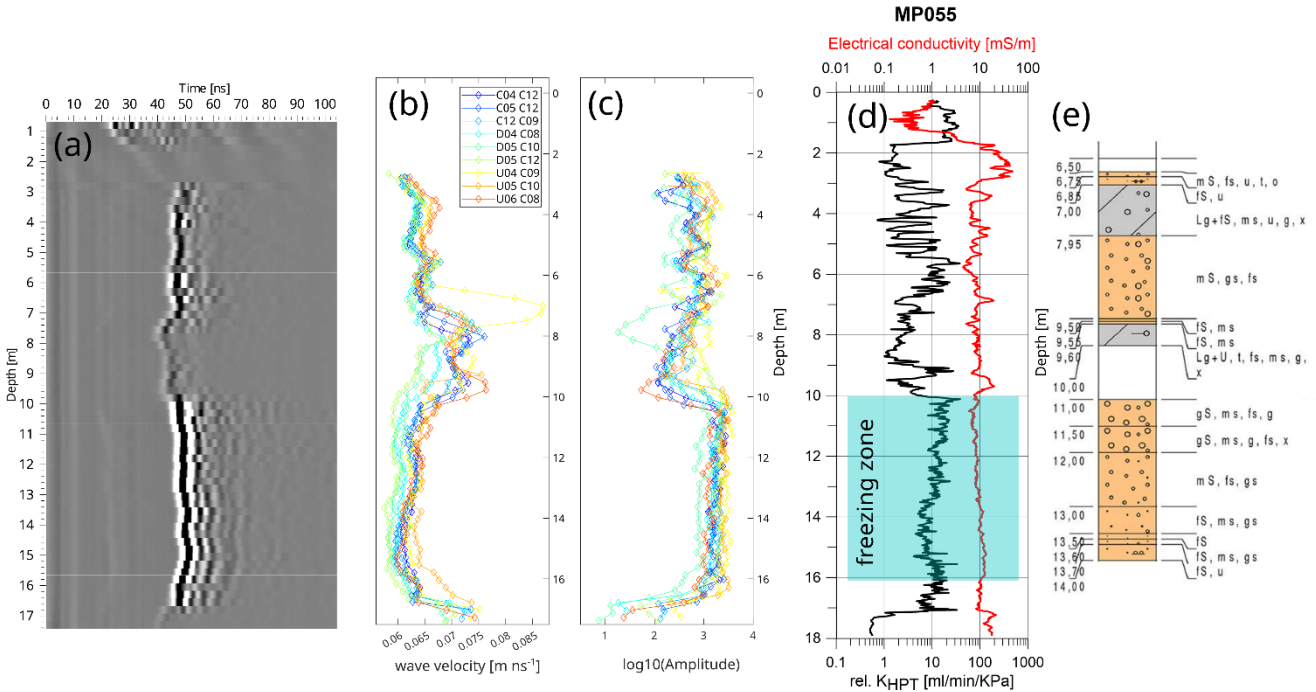 MP055
Time [ns]
0 10 20 30 40 50 60 70 80 100
(a)
Depth [m]
1
2
3
4
5
6
7
8
9
10
11
12
13
14
15
16
17
(b)
C04 C12
C05 C12
C12 C09
D04 C08
D05 C10
D05 C12
U04 C09
U05 C10
U06 C08
0
2
4
6
8
10
12
14
16
0.06 0.065 0.07 0.075 0.08 0.085
wave velocity [m ns⁻¹]
(c)
0
2
4
6
8
10
12
14
16
Depth [m]
1 2 3 4
log10(Amplitude)
Electrical conductivity [mS/m]
0.01 0.1 1 10 100
(d)
0
2
4
6
8
10
12
14
16
18
freezing zone
0.1 1 10 100 1000
rel. KHPT [ml/min/KPa]
Depth [m]
(e)
6,50
6,85
7,00
7,95
9,50
9,55
9,60
10,00
11,00
11,50
12,00
13,00
13,50
13,60
13,70
14,00
mS, fs, u, t, o
fS, u
Lg+fS, ms, u, g, x
mS, gs, fs
fS, ms
fS, ms
Lg+U, t, fs, ms, g,
x
gS, ms, fs, g
gS, ms, g, fs, x
mS, fs, gs
fS, ms, gs
fS
fS, ms, gs
fS, u